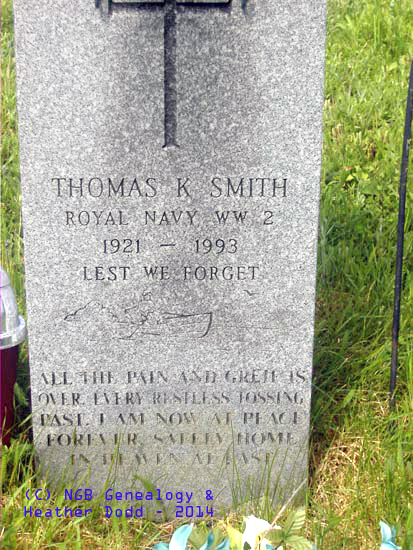 THOMAS K SMITH
ROYAL NAVY WW 2
1921 – 1993
LEST WE FORGET
ALL THE PAIN AND GREIF IS
OVER, EVERY RESTLESS TOSSING
PAST, I AM NOW AT PEACE
FOREVER, SAFELY HOME
IN HEAVEN AT LAST
(C) NGB Genealogy &
Heather Dodd - 2014